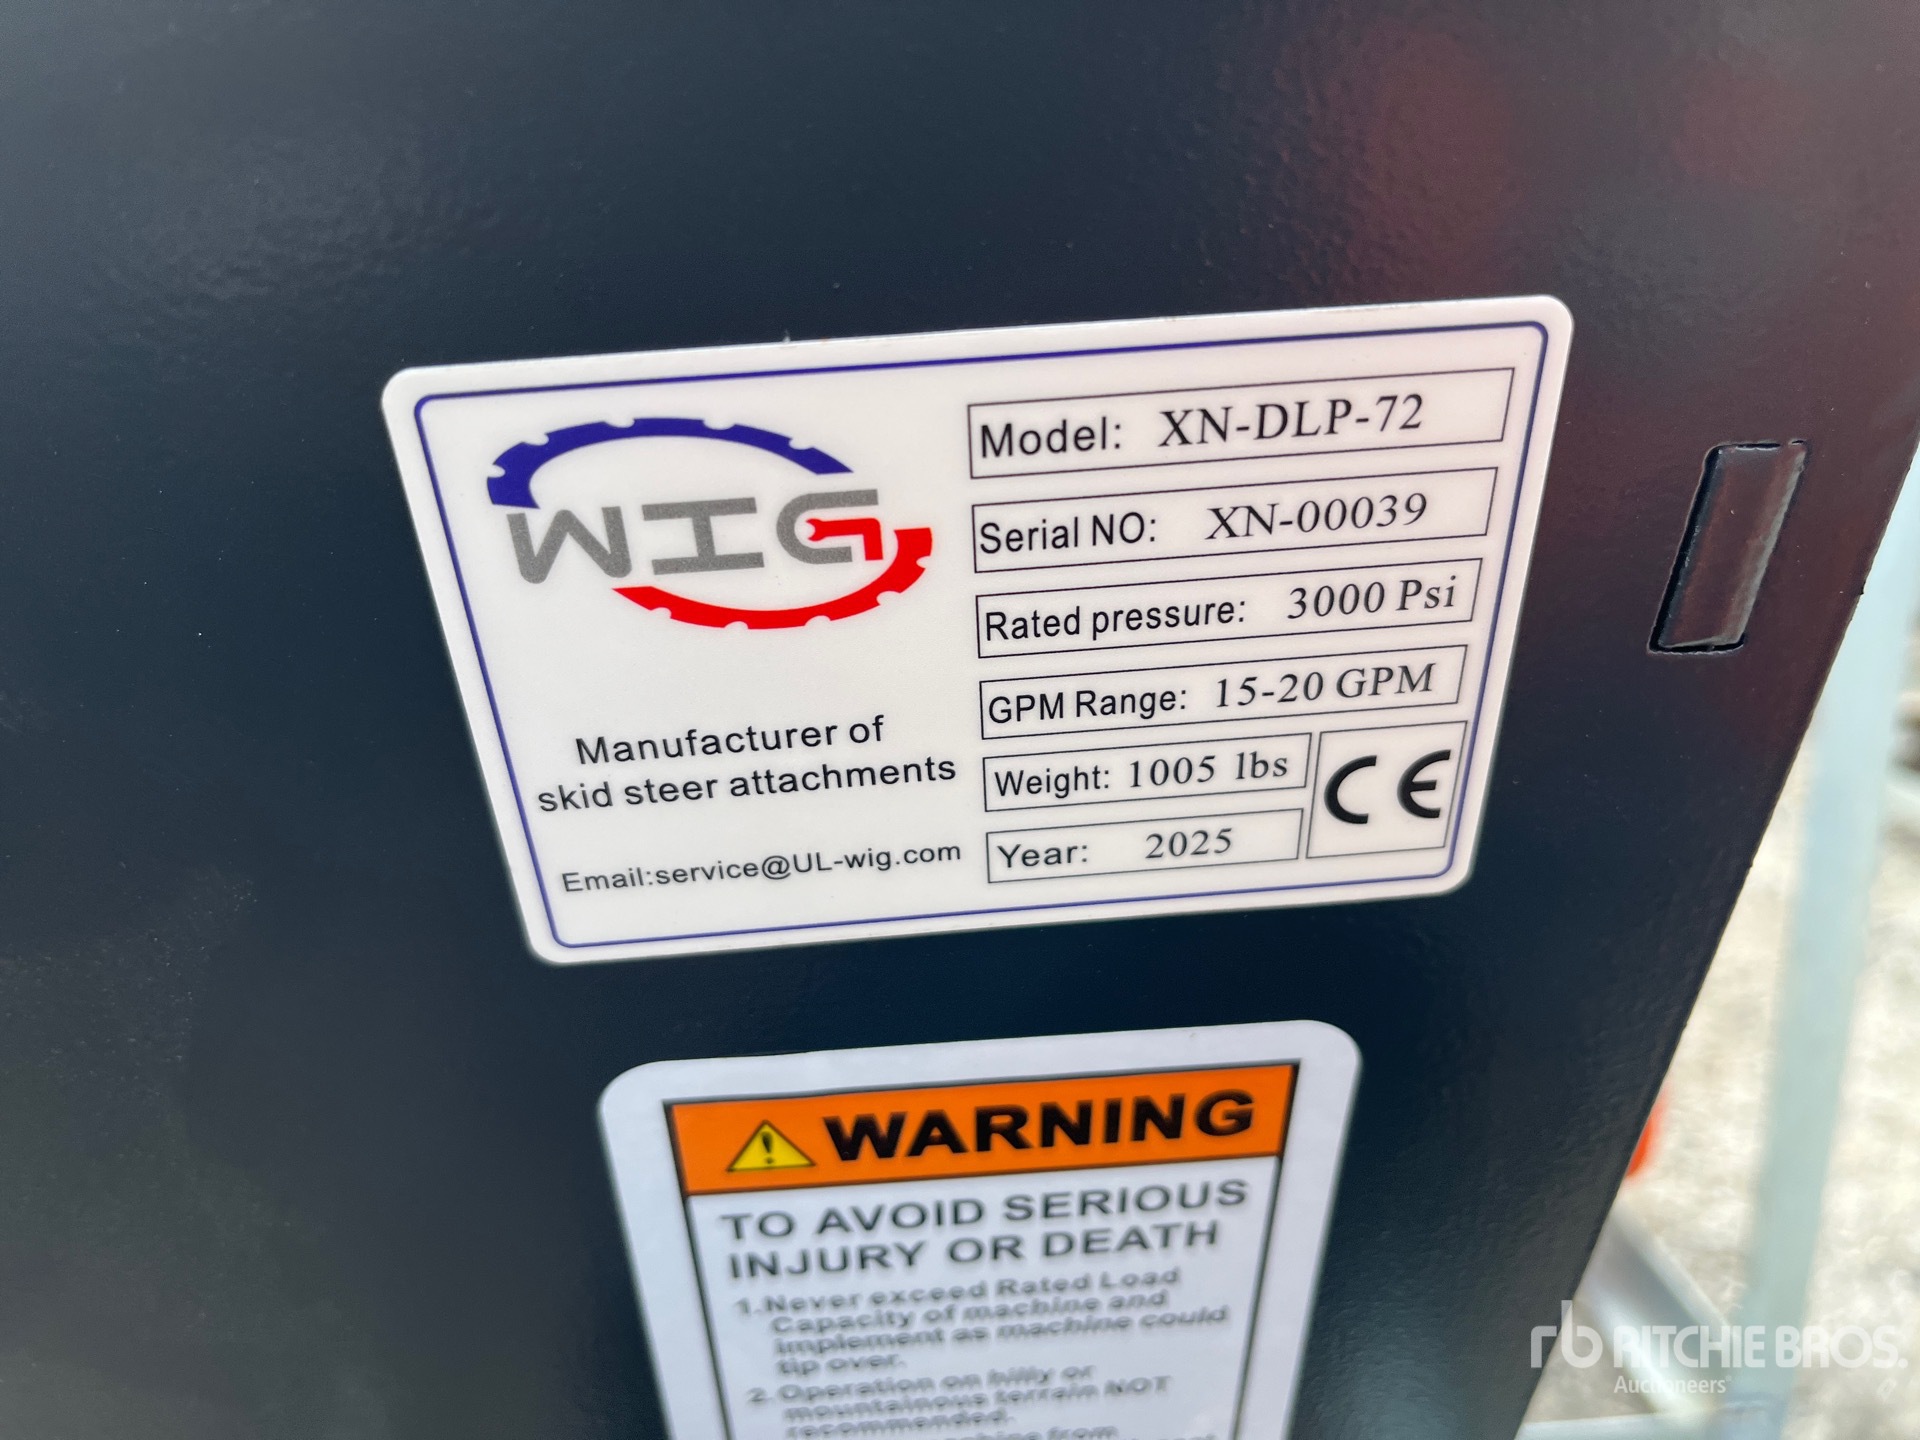 WIG
Manufacturer of
skid steer attachments
Email:service@UL-wig.com
Model: XN-DLP-72
Serial NO: XN-00039
Rated pressure: 3000 Psi
GPM Range: 15-20 GPM
Weight: 1005 lbs
Year: 2025
CE
WARNING
TO AVOID SERIOUS
INJURY OR DEATH
1.Never exceed Rated Load
Capacity of machine and
implement as machine could
tip over.
2.Operation on hilly or
mountainous terrain NOT
recommended.
machine from
rb RITCHIE BROS.
Auctioneers